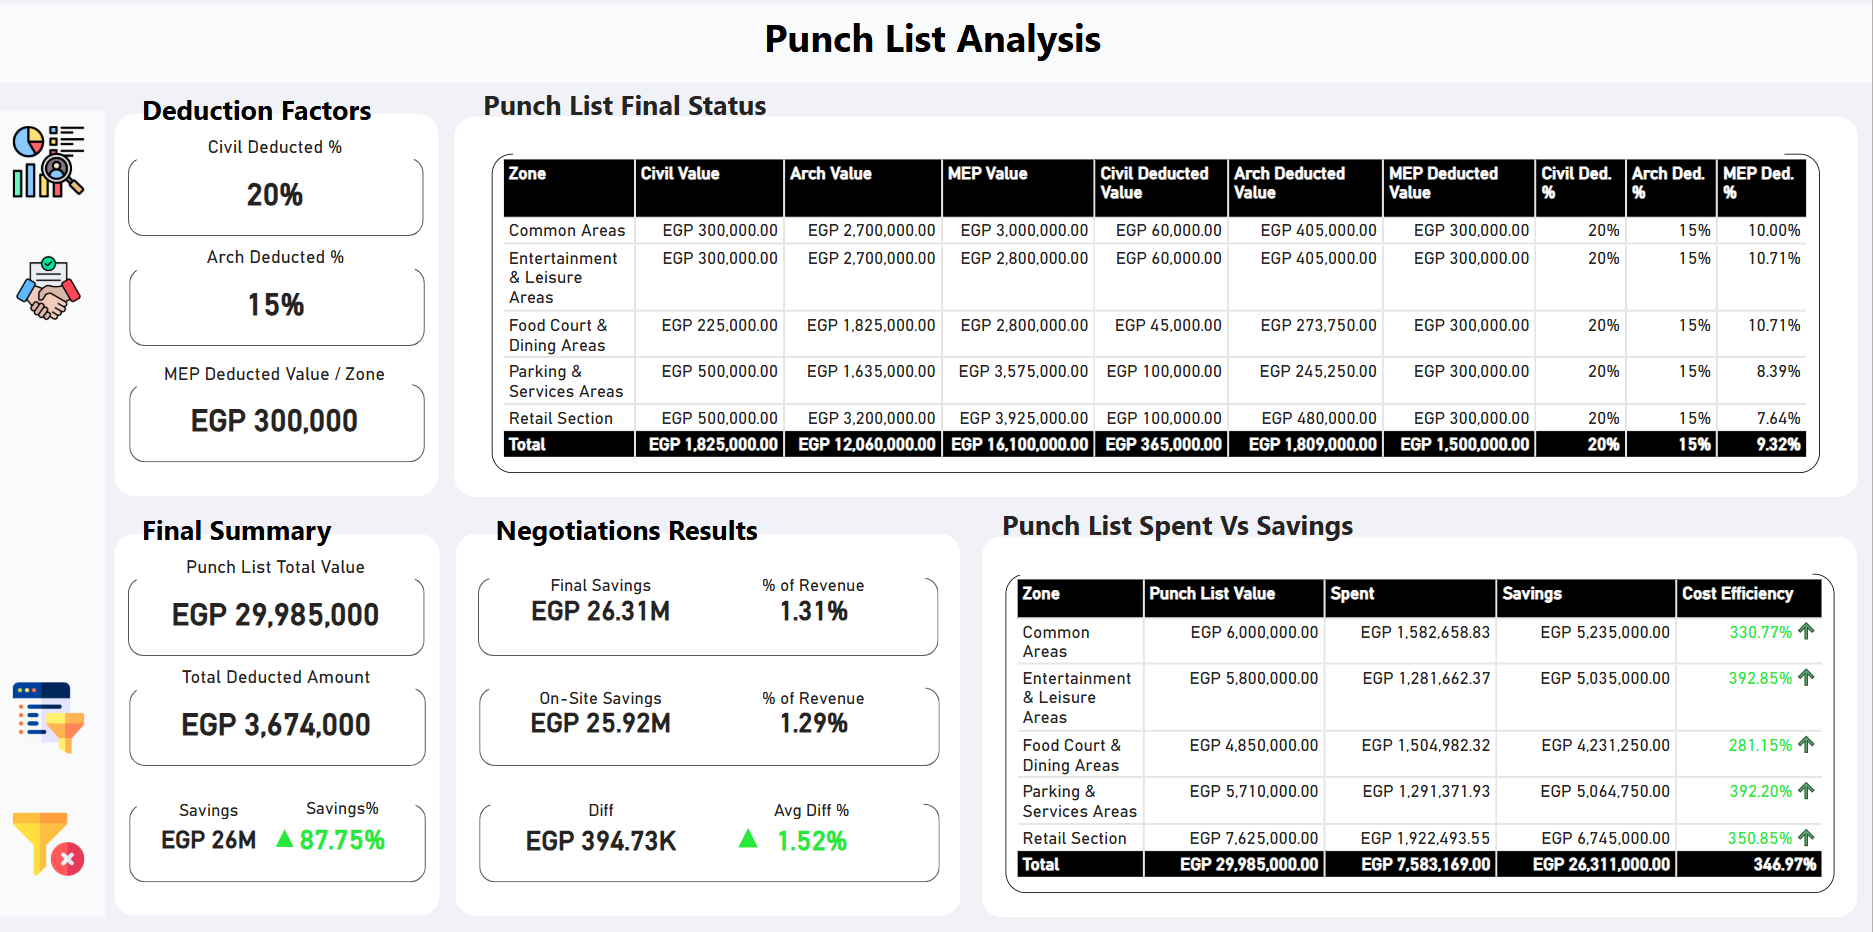 Punch List Analysis
Deduction Factors
Civil Deducted %
20%
Arch Deducted %
15%
MEP Deducted Value / Zone
EGP 300,000
Punch List Final Status
Zone Civil Value Arch Value MEP Value Civil Deducted Value Arch Deducted Value MEP Deducted Value Civil Ded. % Arch Ded. % MEP Ded. %
Common Areas EGP 300,000.00 EGP 2,700,000.00 EGP 3,000,000.00 EGP 60,000.00 EGP 405,000.00 EGP 300,000.00 20% 15% 10.00%
Entertainment & Leisure Areas EGP 300,000.00 EGP 2,700,000.00 EGP 2,800,000.00 EGP 60,000.00 EGP 405,000.00 EGP 300,000.00 20% 15% 10.71%
Food Court & Dining Areas EGP 225,000.00 EGP 1,825,000.00 EGP 2,800,000.00 EGP 45,000.00 EGP 273,750.00 EGP 300,000.00 20% 15% 10.71%
Parking & Services Areas EGP 500,000.00 EGP 1,635,000.00 EGP 3,575,000.00 EGP 100,000.00 EGP 245,250.00 EGP 300,000.00 20% 15% 8.39%
Retail Section EGP 500,000.00 EGP 3,200,000.00 EGP 3,925,000.00 EGP 100,000.00 EGP 480,000.00 EGP 300,000.00 20% 15% 7.64%
Total EGP 1,825,000.00 EGP 12,060,000.00 EGP 16,100,000.00 EGP 365,000.00 EGP 1,809,000.00 EGP 1,500,000.00 20% 15% 9.32%
Final Summary
Punch List Total Value
EGP 29,985,000
Total Deducted Amount
EGP 3,674,000
Savings Savings%
EGP 26M ▲ 87.75%
Negotiations Results
Final Savings % of Revenue
EGP 26.31M 1.31%
On-Site Savings % of Revenue
EGP 25.92M 1.29%
Diff Avg Diff %
EGP 394.73K ▲ 1.52%
Punch List Spent Vs Savings
Zone Punch List Value Spent Savings Cost Efficiency
Common Areas EGP 6,000,000.00 EGP 1,582,658.83 EGP 5,235,000.00 330.77%
Entertainment & Leisure Areas EGP 5,800,000.00 EGP 1,281,662.37 EGP 5,035,000.00 392.85%
Food Court & Dining Areas EGP 4,850,000.00 EGP 1,504,982.32 EGP 4,231,250.00 281.15%
Parking & Services Areas EGP 5,710,000.00 EGP 1,291,371.93 EGP 5,064,750.00 392.20%
Retail Section EGP 7,625,000.00 EGP 1,922,493.55 EGP 6,745,000.00 350.85%
Total EGP 29,985,000.00 EGP 7,583,169.00 EGP 26,311,000.00 346.97%